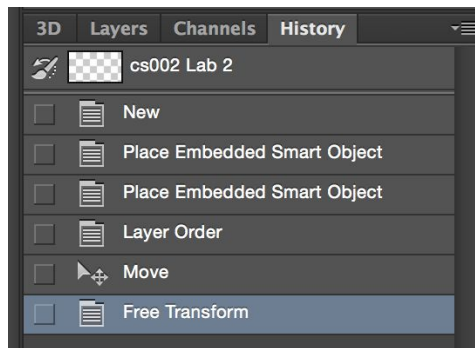 3D Layers Channels History
cs002 Lab 2
New
Place Embedded Smart Object
Place Embedded Smart Object
Layer Order
Move
Free Transform